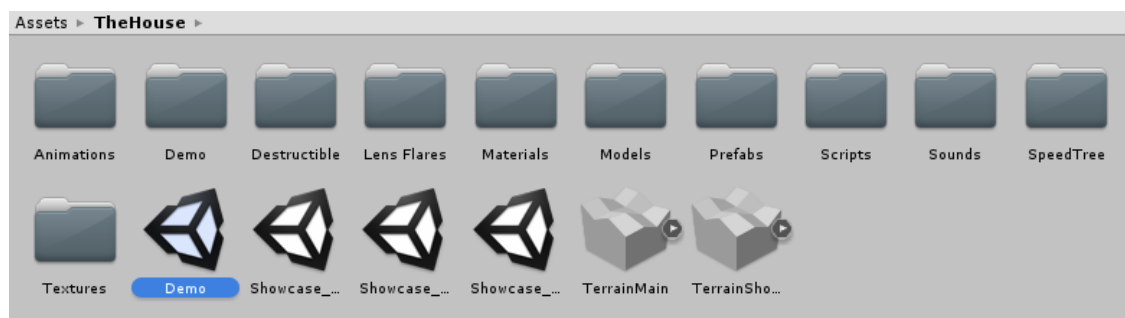 Assets ▸ TheHouse ▸
Animations Demo Destructible Lens Flares Materials Models Prefabs Scripts Sounds SpeedTree
Textures Demo Showcase_... Showcase_... Showcase_... TerrainMain TerrainSho...